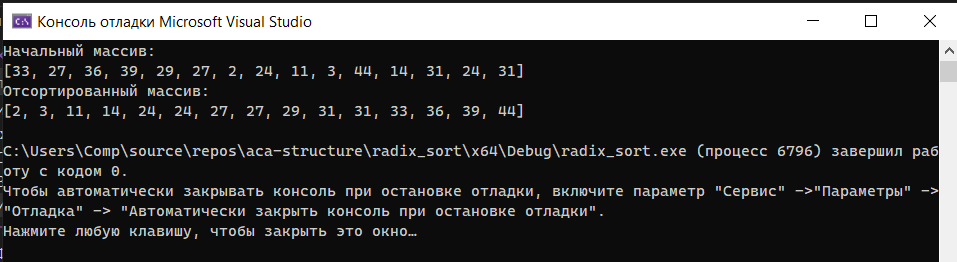 Консоль отладки Microsoft Visual Studio
Начальный массив:
[33, 27, 36, 39, 29, 27, 2, 24, 11, 3, 44, 14, 31, 24, 31]
Отсортированный массив:
[2, 3, 11, 14, 24, 24, 27, 27, 29, 31, 31, 33, 36, 39, 44]
C:\Users\Comp\source\repos\aca-structure\radix_sort\x64\Debug\radix_sort.exe (процесс 6796) завершил раб
оту с кодом 0.
Чтобы автоматически закрывать консоль при остановке отладки, включите параметр "Сервис" ->"Параметры" ->
"Отладка" -> "Автоматически закрыть консоль при остановке отладки".
Нажмите любую клавишу, чтобы закрыть это окно…